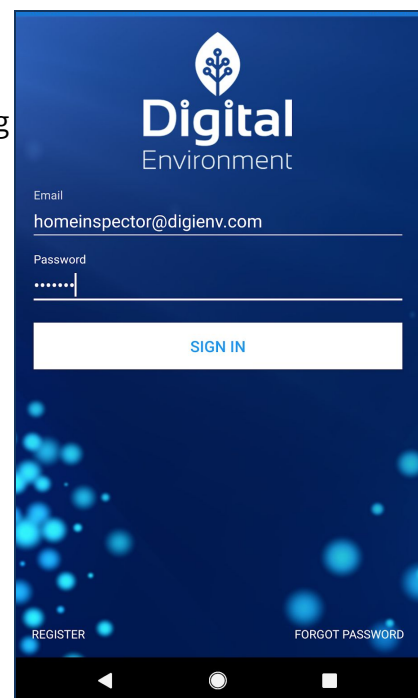 g
Digital
Environment
Email
homeinspector@digienv.com
Password
•••••••
SIGN IN
REGISTER
FORGOT PASSWORD